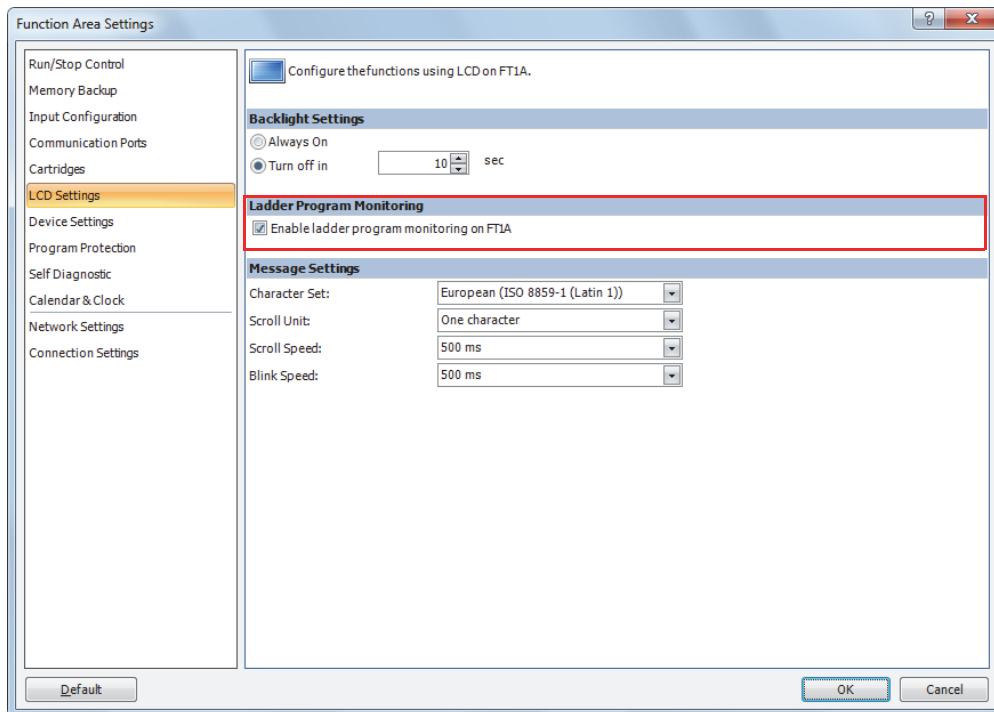 Function Area Settings
?
X
Run/Stop Control
Memory Backup
Input Configuration
Communication Ports
Cartridges
LCD Settings
Device Settings
Program Protection
Self Diagnostic
Calendar & Clock
Network Settings
Connection Settings
Configure the functions using LCD on FT1A.
Backlight Settings
Always On
Turn off in 10 sec
Ladder Program Monitoring
Enable ladder program monitoring on FT1A
Message Settings
Character Set: European (ISO 8859-1 (Latin 1))
Scroll Unit: One character
Scroll Speed: 500 ms
Blink Speed: 500 ms
Default
OK
Cancel